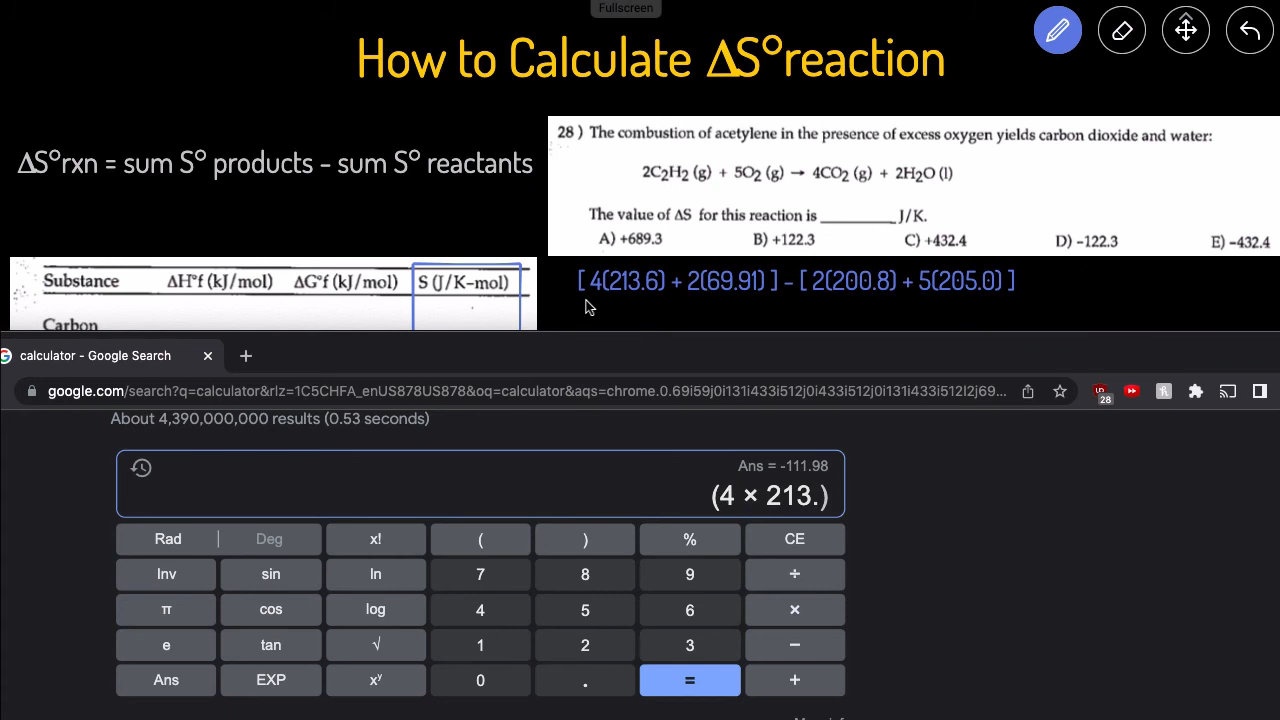 Fullscreen
How to Calculate ΔS°reaction
ΔS°rxn = sum S° products - sum S° reactants
28 ) The combustion of acetylene in the presence of excess oxygen yields carbon dioxide and water:
2C₂H₂ (g) + 5O₂ (g) → 4CO₂ (g) + 2H₂O (l)
The value of ΔS for this reaction is ________ J/K.
A) +689.3 B) +122.3 C) +432.4 D) -122.3 E) -432.4
[ 4(213.6) + 2(69.91) ] - [ 2(200.8) + 5(205.0) ]
Substance ΔH°f (kJ/mol) ΔG°f (kJ/mol) S (J/K-mol)
Carbon
calculator - Google Search
google.com/search?q=calculator&rlz=1C5CHFA_enUS878US878&oq=calculator&aqs=chrome.0.69i59j0i131i433i512j0i433i512j0i131i433i512l2j69...
28
About 4,390,000,000 results (0.53 seconds)
Ans = -111.98
(4 × 213.)
Rad | Deg x! ( ) % CE
Inv sin ln 7 8 9 ÷
π cos log 4 5 6 ×
e tan √ 1 2 3 −
Ans EXP xʸ 0 . = +